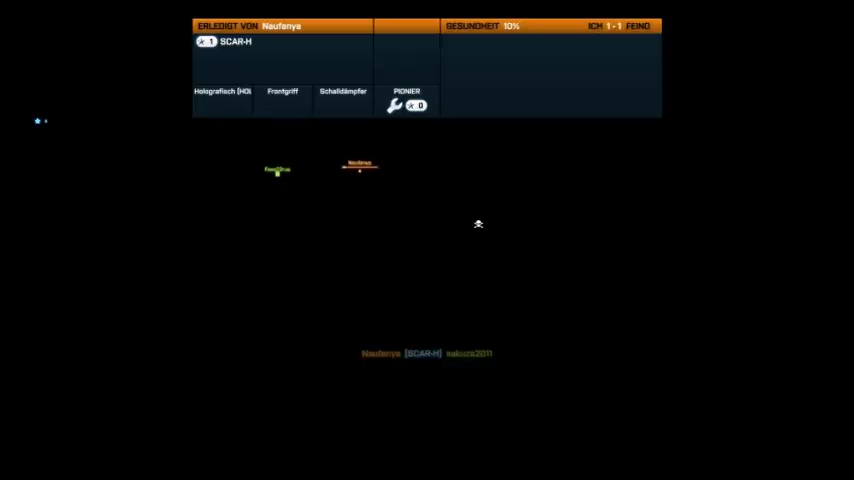 ERLEDIGT VON Naufanya
GESUNDHEIT 10%
ICH 1 - 1 FEIND
1 SCAR-H
Holografisch (HOL
Frontgriff
Schalldämpfer
PIONIER
0
Naufanya
Naufanya [SCAR-H]